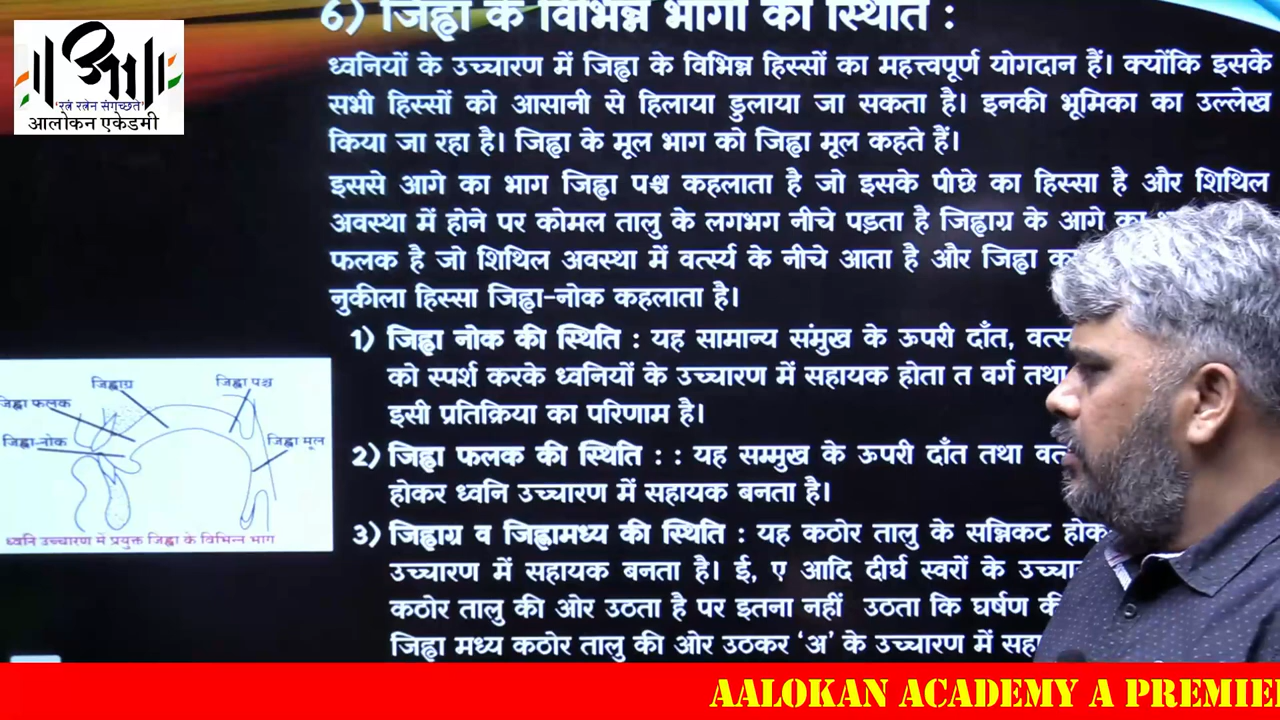 6) जिह्वा के विभिन्न भागों की स्थिति :
'रत्नं रत्नेन संगच्छते'
आलोकन एकेडमी
ध्वनियों के उच्चारण में जिह्वा के विभिन्न हिस्सों का महत्त्वपूर्ण योगदान हैं। क्योंकि इसके
सभी हिस्सों को आसानी से हिलाया डुलाया जा सकता है। इनकी भूमिका का उल्लेख
किया जा रहा है। जिह्वा के मूल भाग को जिह्वा मूल कहते हैं।
इससे आगे का भाग जिह्वा पश्च कहलाता है जो इसके पीछे का हिस्सा है और शिथिल
अवस्था में होने पर कोमल तालु के लगभग नीचे पड़ता है जिह्वाग्र के आगे का
फलक है जो शिथिल अवस्था में वर्त्स्य के नीचे आता है और जिह्वा
नुकीला हिस्सा जिह्वा-नोक कहलाता है।
1) जिह्वा नोक की स्थिति : यह सामान्य संमुख के ऊपरी दाँत,
को स्पर्श करके ध्वनियों के उच्चारण में सहायक होता त वर्ग तथा
इसी प्रतिक्रिया का परिणाम है।
2) जिह्वा फलक की स्थिति : : यह सम्मुख के ऊपरी दाँत तथा
होकर ध्वनि उच्चारण में सहायक बनता है।
3) जिह्वाग्र व जिह्वामध्य की स्थिति : यह कठोर तालु के सन्निकट
उच्चारण में सहायक बनता है। ई, ए आदि दीर्घ स्वरों के
कठोर तालु की ओर उठता है पर इतना नहीं उठता कि घर्षण
जिह्वा मध्य कठोर तालु की ओर उठकर 'अ' के उच्चारण में
जिह्वाग्र
जिह्वा पश्च
जिह्वा फलक
जिह्वा-नोक
जिह्वा मूल
ध्वनि उच्चारण में प्रयुक्त जिह्वा के विभिन्न भाग
AALOKAN ACADEMY A